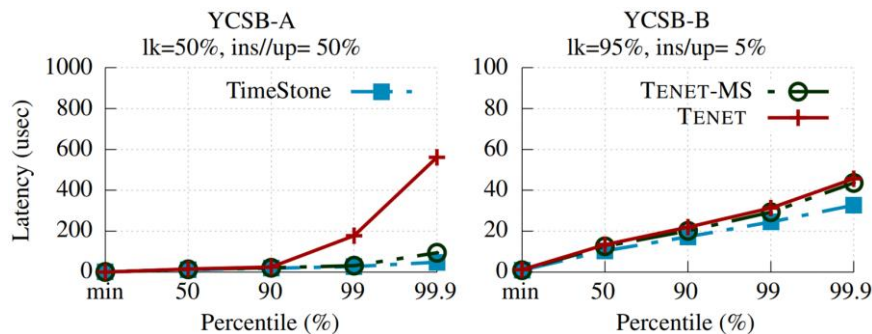 YCSB-A
lk=50%, ins//up= 50%
1000
800
600
400
200
0
Latency (usec)
TimeStone
min 50 90 99 99.9
Percentile (%)
YCSB-B
lk=95%, ins/up= 5%
100
80
60
40
20
0
TENET-MS
TENET
min 50 90 99 99.9
Percentile (%)